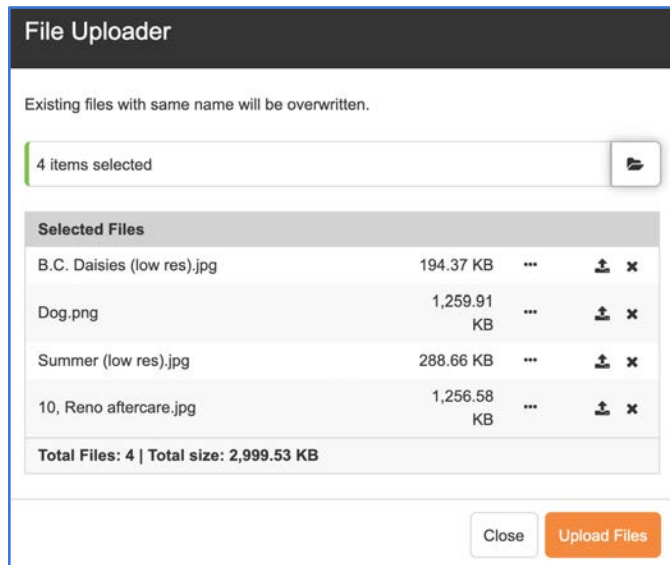 File Uploader
Existing files with same name will be overwritten.
4 items selected
Selected Files
B.C. Daisies (low res).jpg 194.37 KB ···
Dog.png 1,259.91 KB ···
Summer (low res).jpg 288.66 KB ···
10, Reno aftercare.jpg 1,256.58 KB ···
Total Files: 4 | Total size: 2,999.53 KB
Close Upload Files